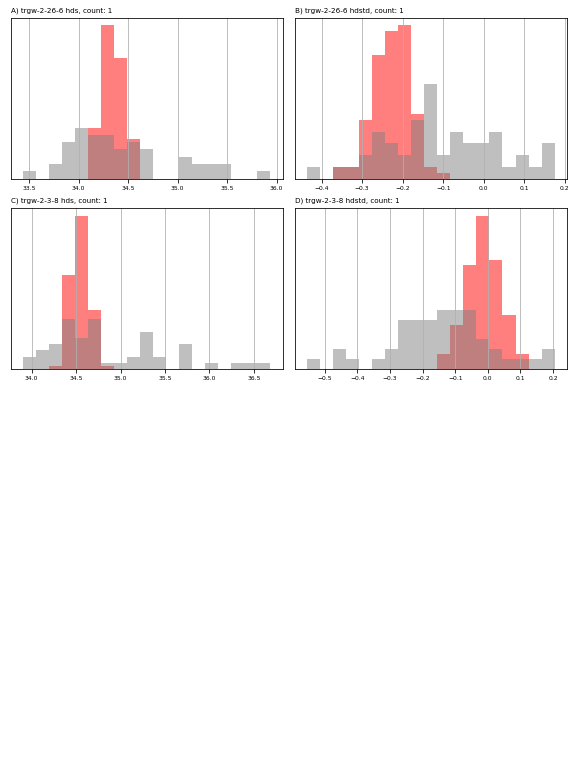 A) trgw-2-26-6 hds, count: 1
B) trgw-2-26-6 hdstd, count: 1
33.5 34.0 34.5 35.0 35.5 36.0
−0.4 −0.3 −0.2 −0.1 0.0 0.1 0.2
C) trgw-2-3-8 hds, count: 1
D) trgw-2-3-8 hdstd, count: 1
34.0 34.5 35.0 35.5 36.0 36.5
−0.5 −0.4 −0.3 −0.2 −0.1 0.0 0.1 0.2